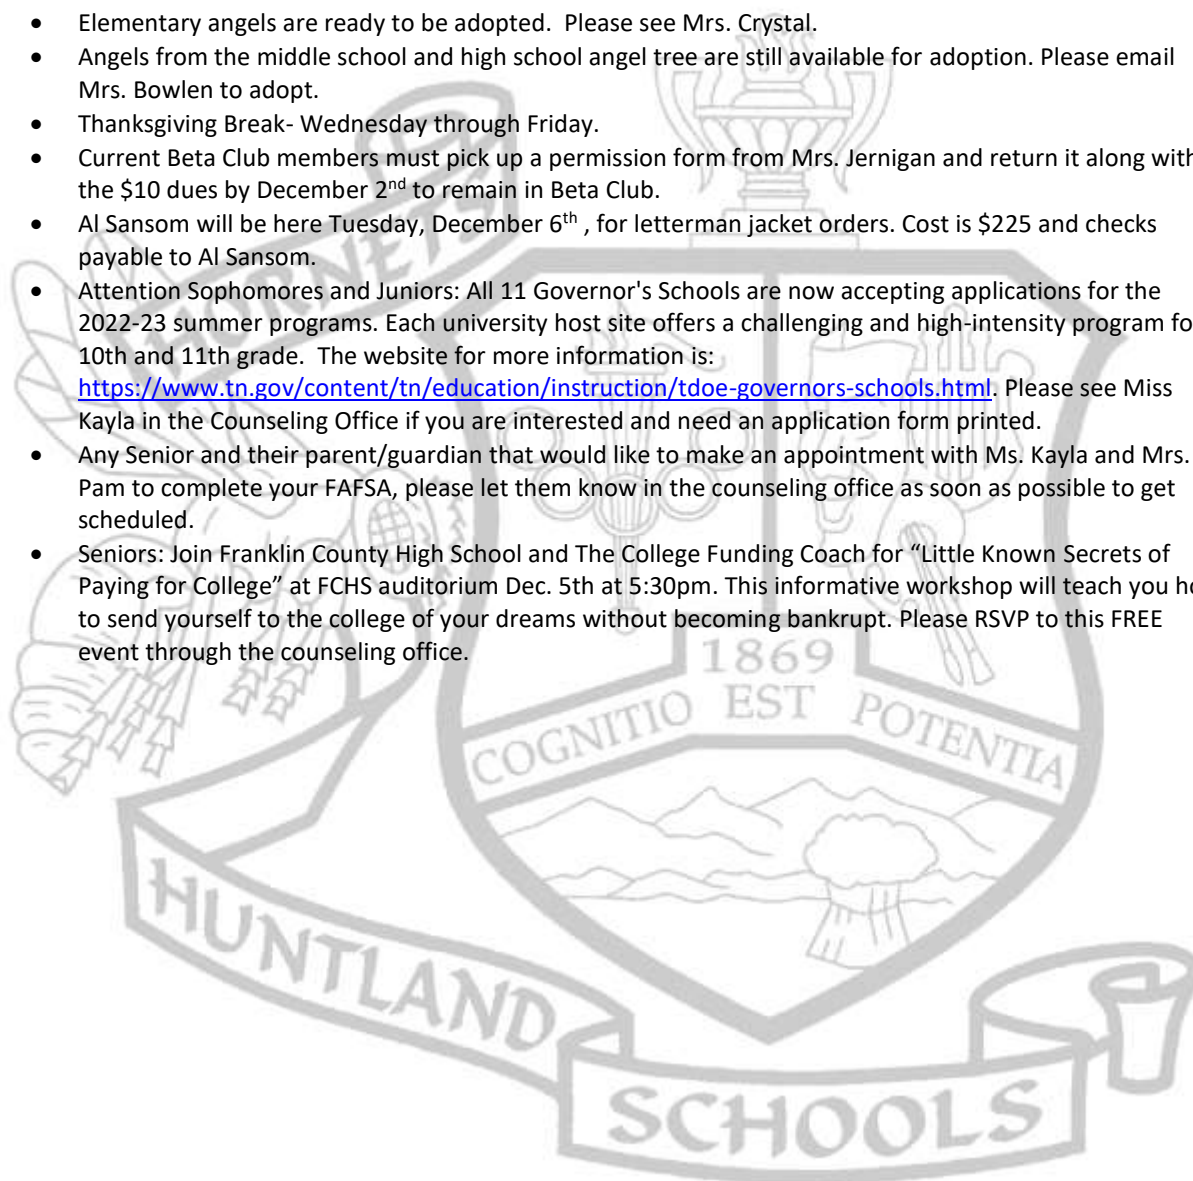 • Elementary angels are ready to be adopted.  Please see Mrs. Crystal.
• Angels from the middle school and high school angel tree are still available for adoption. Please email
Mrs. Bowlen to adopt.
• Thanksgiving Break- Wednesday through Friday.
• Current Beta Club members must pick up a permission form from Mrs. Jernigan and return it along with
the $10 dues by December 2nd to remain in Beta Club.
• Al Sansom will be here Tuesday, December 6th , for letterman jacket orders. Cost is $225 and checks
payable to Al Sansom.
• Attention Sophomores and Juniors: All 11 Governor's Schools are now accepting applications for the
2022-23 summer programs. Each university host site offers a challenging and high-intensity program fo
10th and 11th grade.  The website for more information is:
https://www.tn.gov/content/tn/education/instruction/tdoe-governors-schools.html. Please see Miss
Kayla in the Counseling Office if you are interested and need an application form printed.
• Any Senior and their parent/guardian that would like to make an appointment with Ms. Kayla and Mrs.
Pam to complete your FAFSA, please let them know in the counseling office as soon as possible to get
scheduled.
• Seniors: Join Franklin County High School and The College Funding Coach for “Little Known Secrets of
Paying for College” at FCHS auditorium Dec. 5th at 5:30pm. This informative workshop will teach you ho
to send yourself to the college of your dreams without becoming bankrupt. Please RSVP to this FREE
event through the counseling office.
HORNETS
1869
COGNITIO EST POTENTIA
HUNTLAND
SCHOOLS